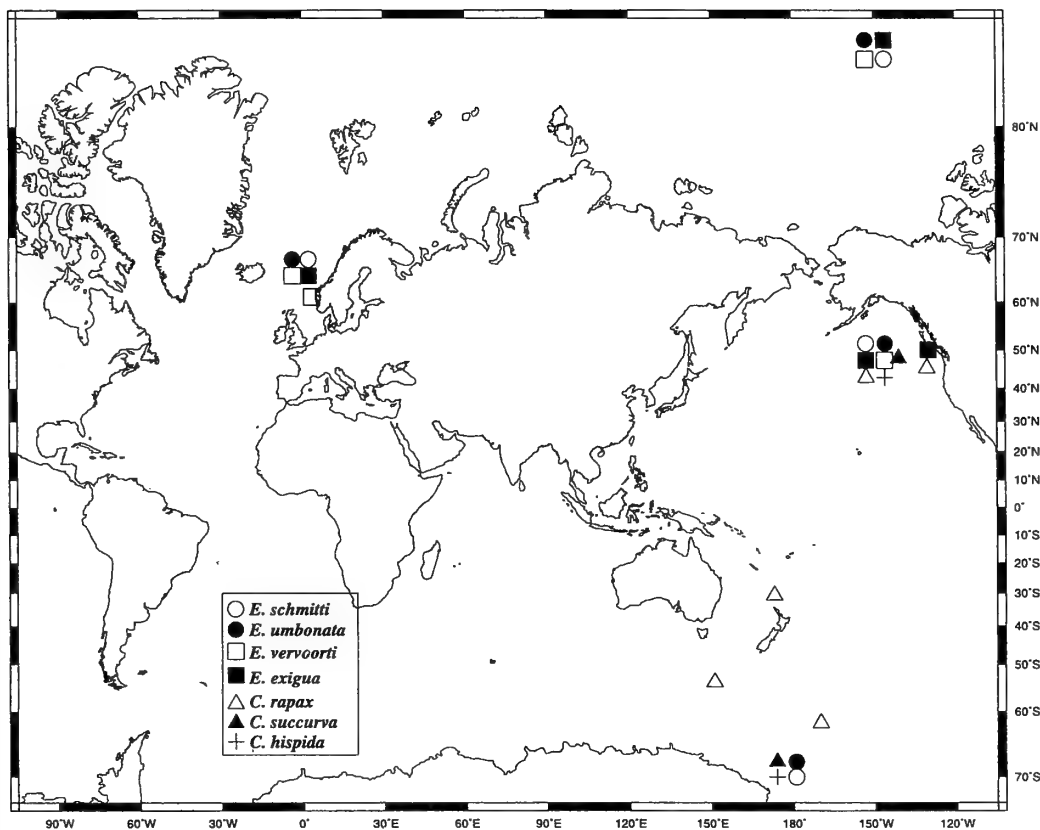 80°N
70°N
60°N
50°N
40°N
30°N
20°N
10°N
0°
10°S
20°S
30°S
40°S
50°S
60°S
70°S
E. schmitti
E. umbonata
E. vervoorti
E. exigua
C. rapax
C. succurva
C. hispida
90°W 60°W 30°W 0° 30°E 60°E 90°E 120°E 150°E 180° 150°W 120°W